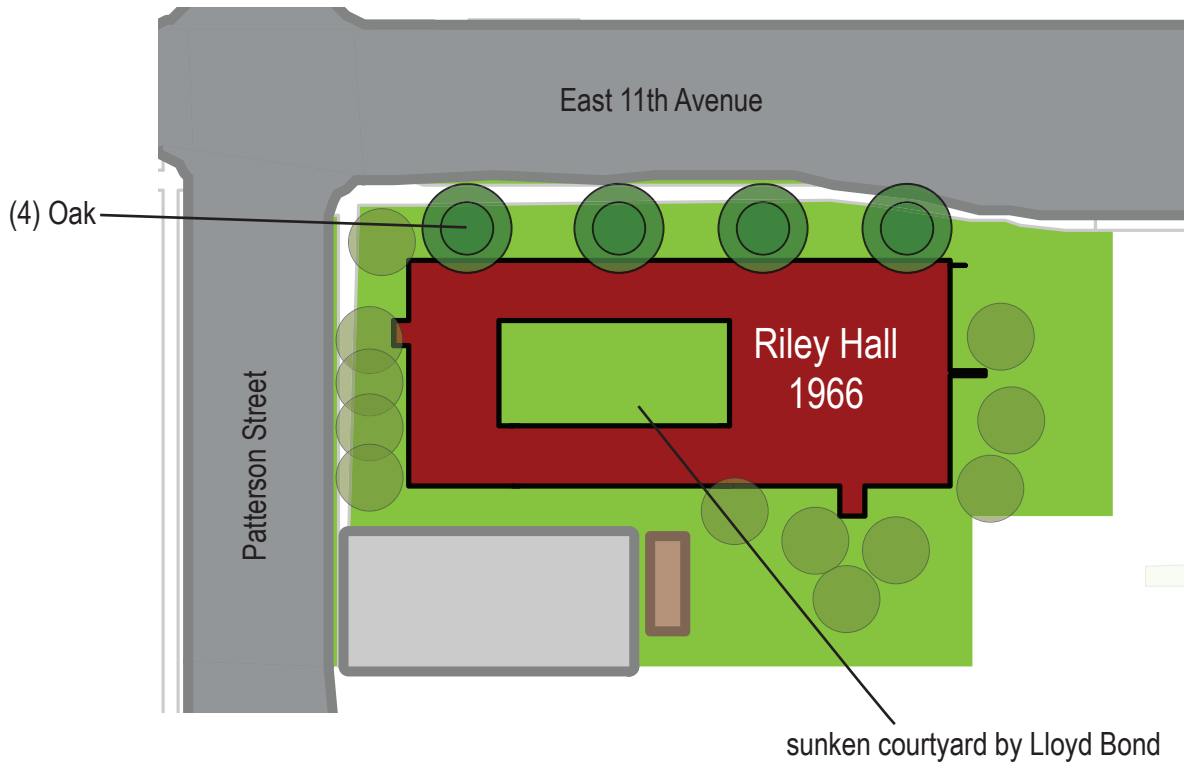 East 11th Avenue
(4) Oak
Riley Hall
1966
Patterson Street
sunken courtyard by Lloyd Bond